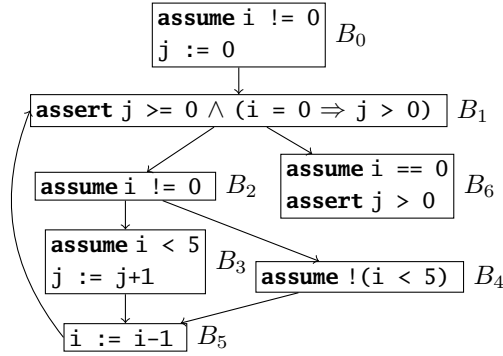 assume i != 0
j := 0
B0
assert j >= 0 ∧ (i = 0 ⇒ j > 0)
B1
assume i != 0
B2
assume i == 0
assert j > 0
B6
assume i < 5
j := j+1
B3
assume !(i < 5)
B4
i := i-1
B5